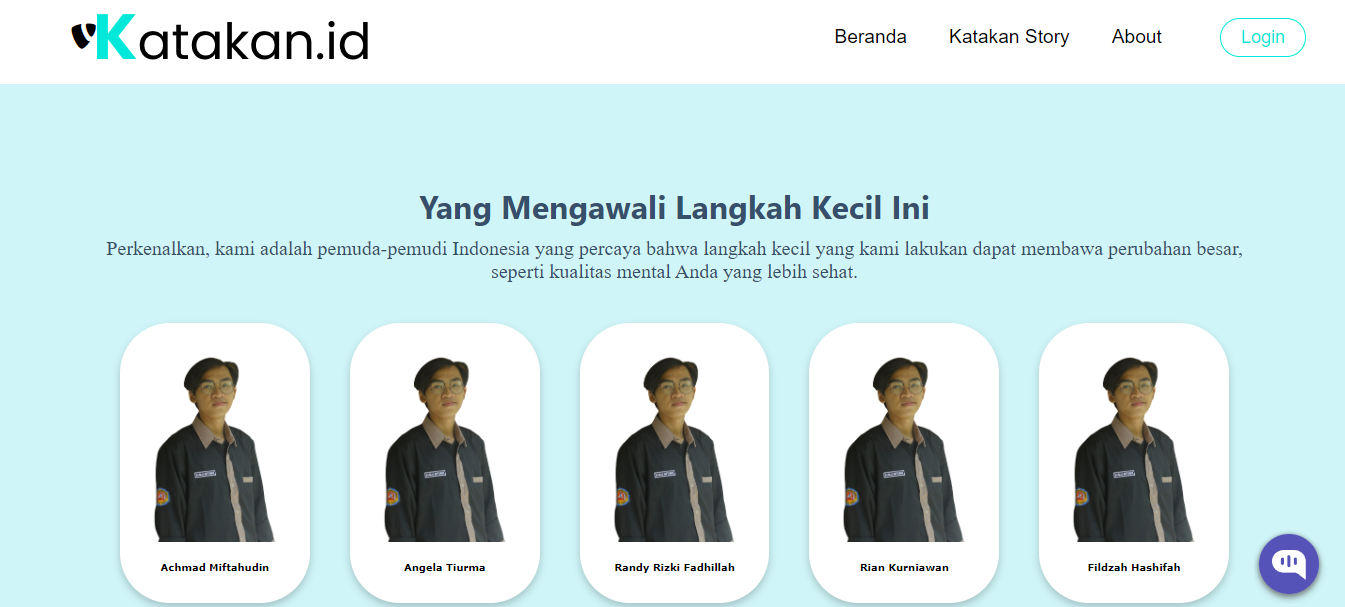 Katakan.id
Beranda Katakan Story About Login
Yang Mengawali Langkah Kecil Ini
Perkenalkan, kami adalah pemuda-pemudi Indonesia yang percaya bahwa langkah kecil yang kami lakukan dapat membawa perubahan besar,
seperti kualitas mental Anda yang lebih sehat.
Achmad Miftahudin
Angela Tiurma
Randy Rizki Fadhillah
Rian Kurniawan
Fildzah Hashifah